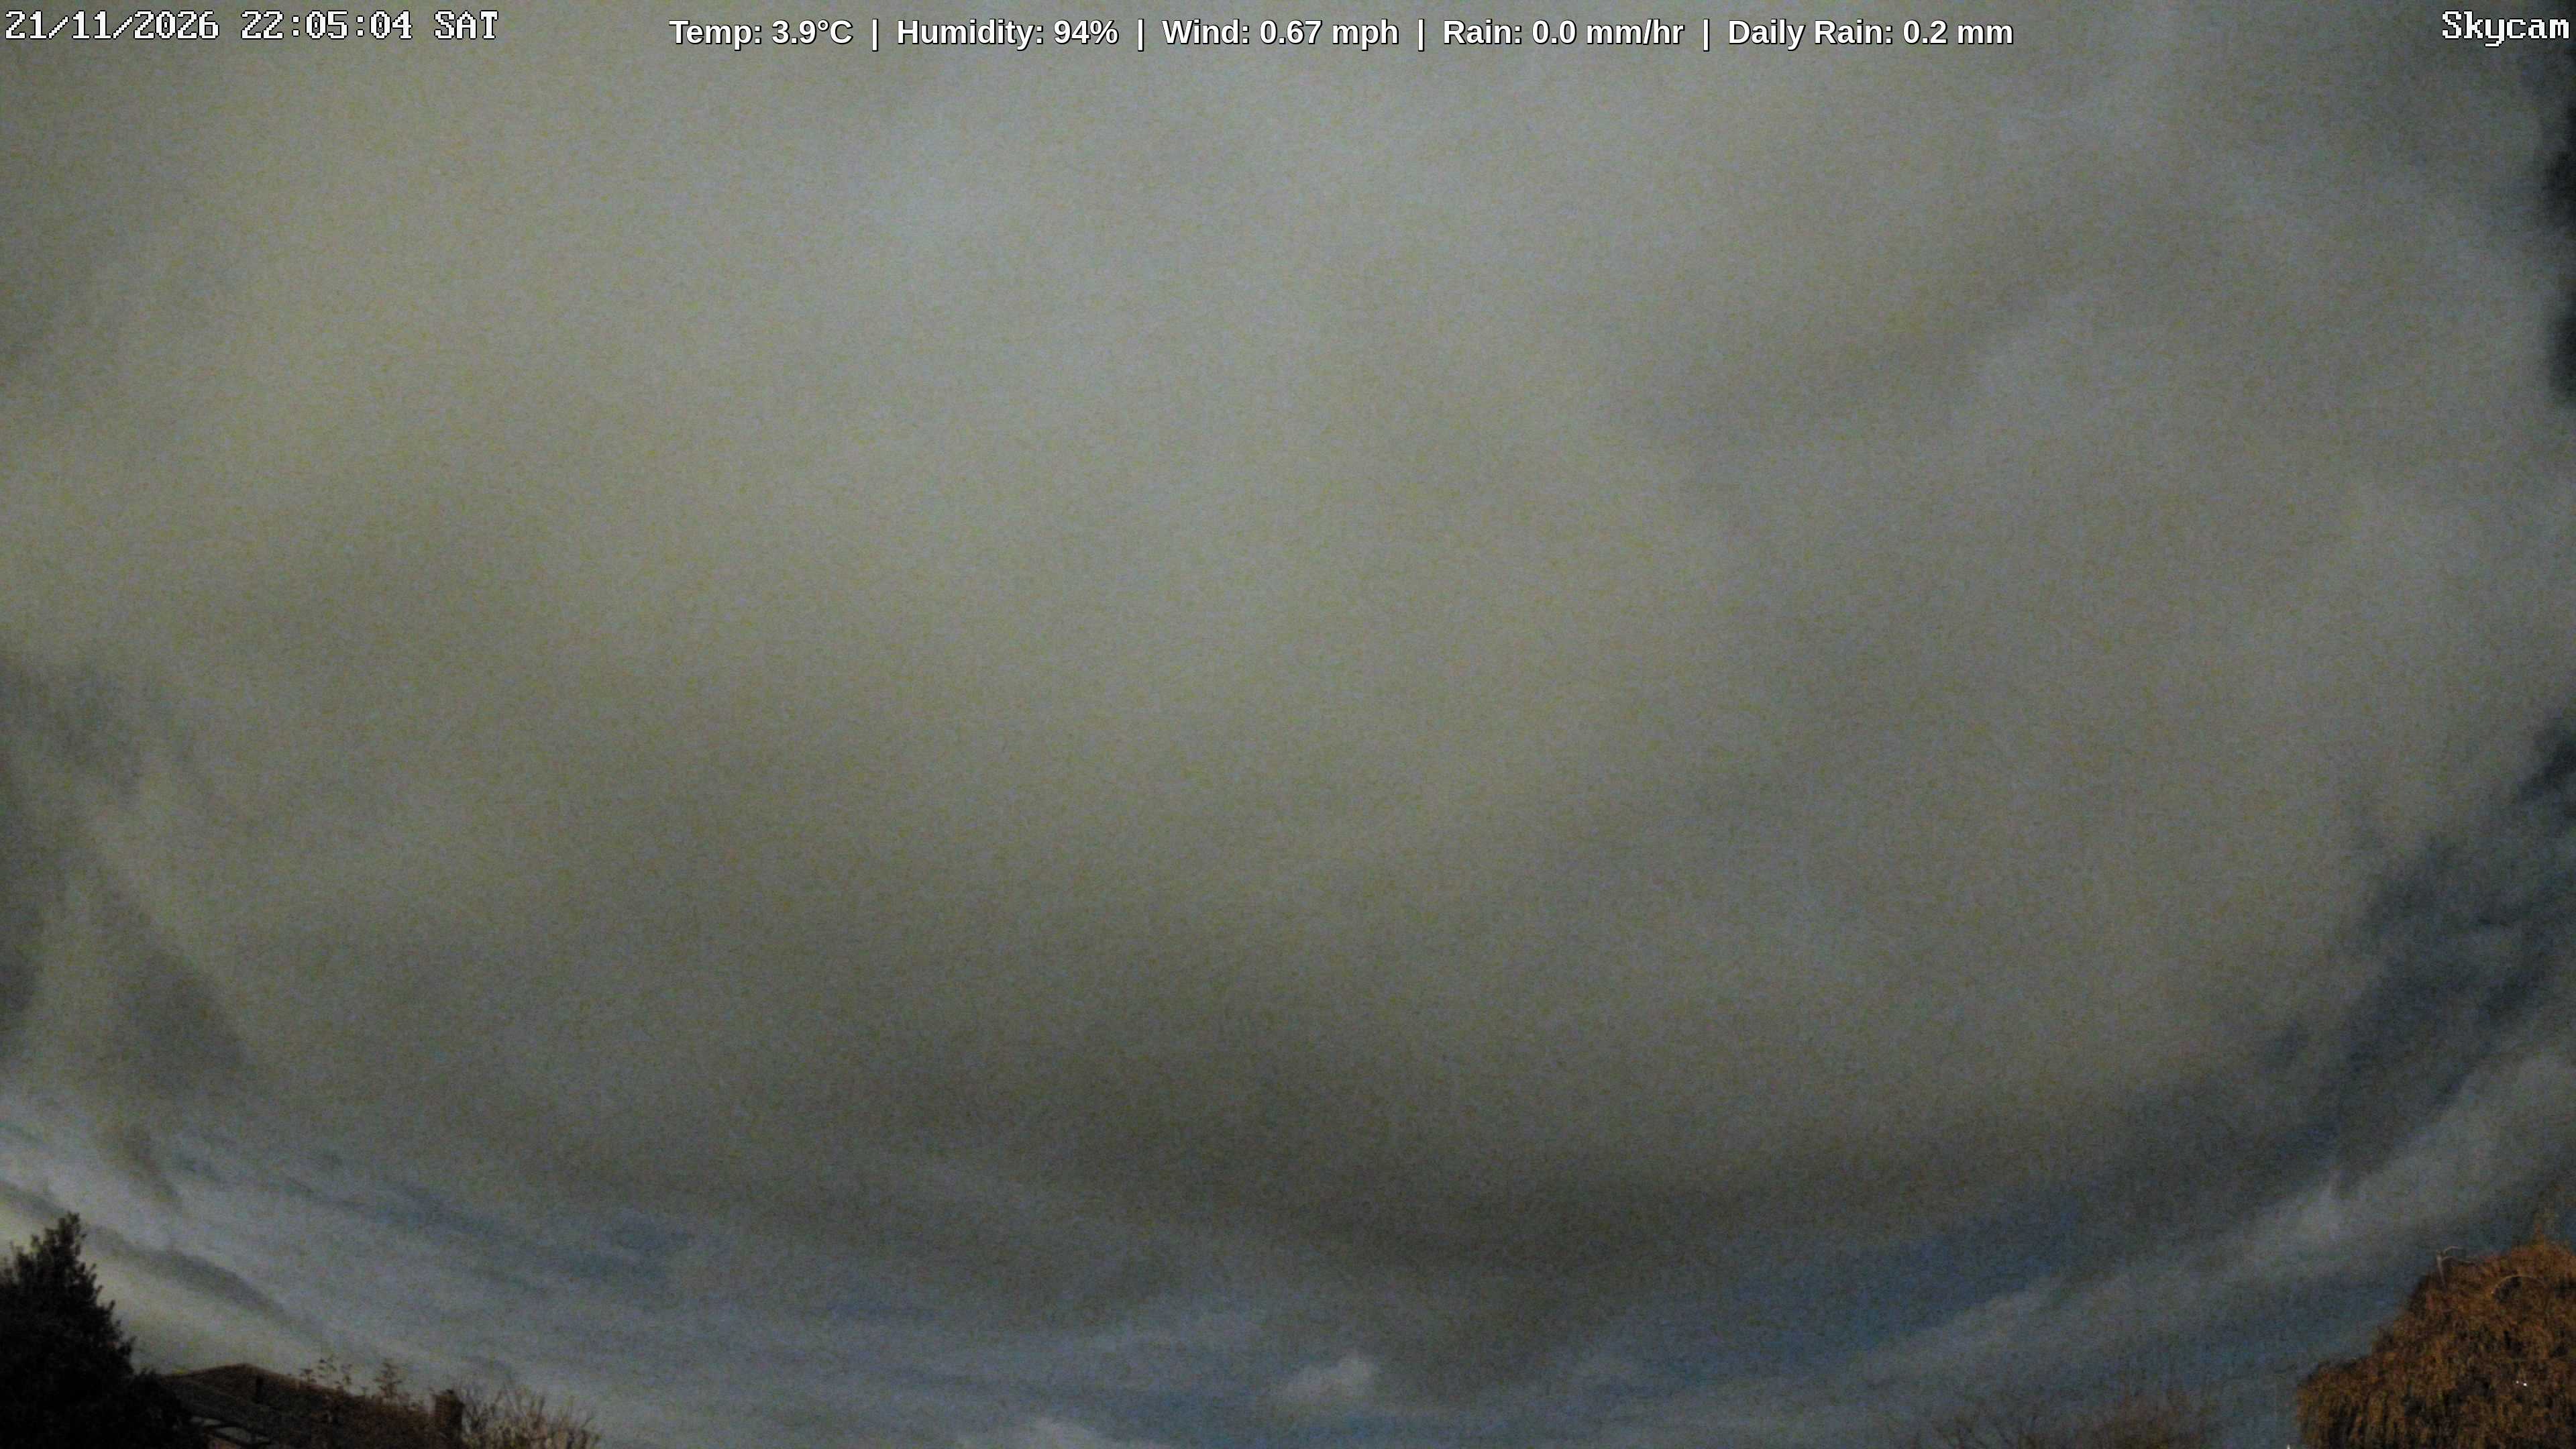 21/11/2026 22:05:04 SAT
Temp: 3.9°C | Humidity: 94% | Wind: 0.67 mph | Rain: 0.0 mm/hr | Daily Rain: 0.2 mm
Skycam